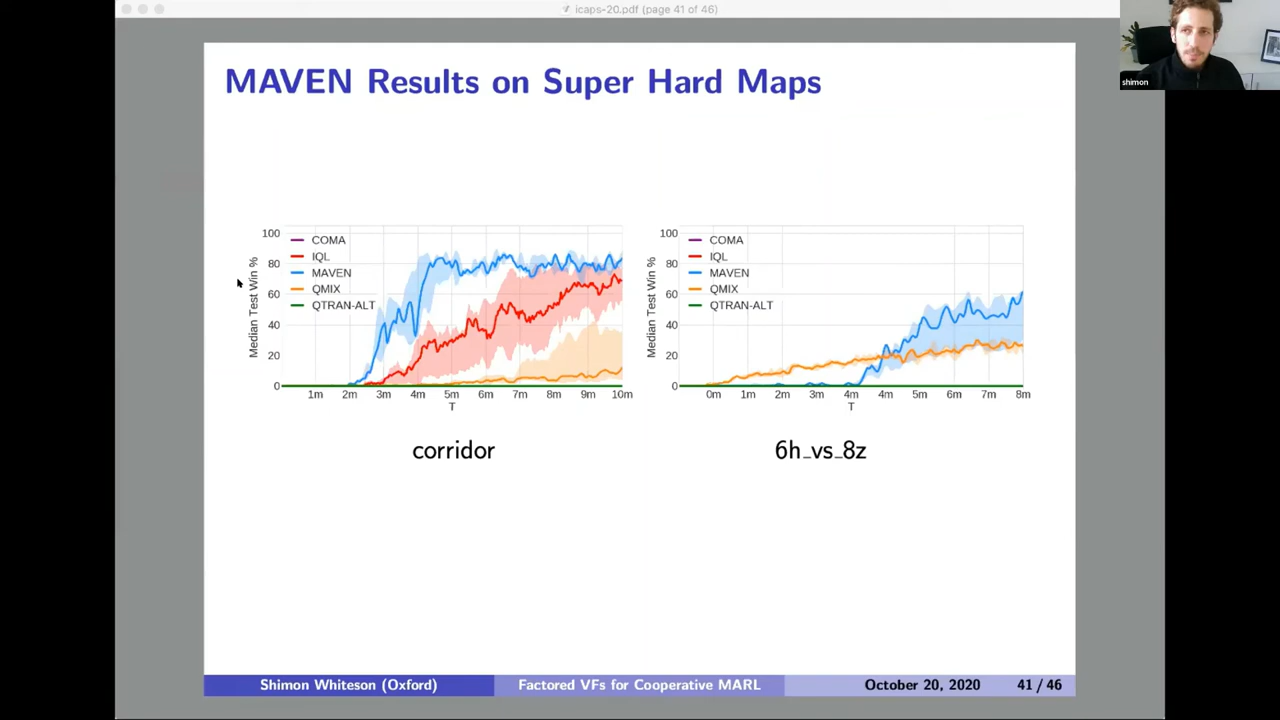 icaps-20.pdf (page 41 of 46)
shimon
MAVEN Results on Super Hard Maps
Median Test Win %
100
80
60
40
20
0
COMA
IQL
MAVEN
QMIX
QTRAN-ALT
1m 2m 3m 4m 5m 6m 7m 8m 9m 10m
T
corridor
Median Test Win %
100
80
60
40
20
0
COMA
IQL
MAVEN
QMIX
QTRAN-ALT
0m 1m 2m 3m 4m 4m 5m 6m 7m 8m
T
6h_vs_8z
Shimon Whiteson (Oxford) Factored VFs for Cooperative MARL October 20, 2020 41 / 46